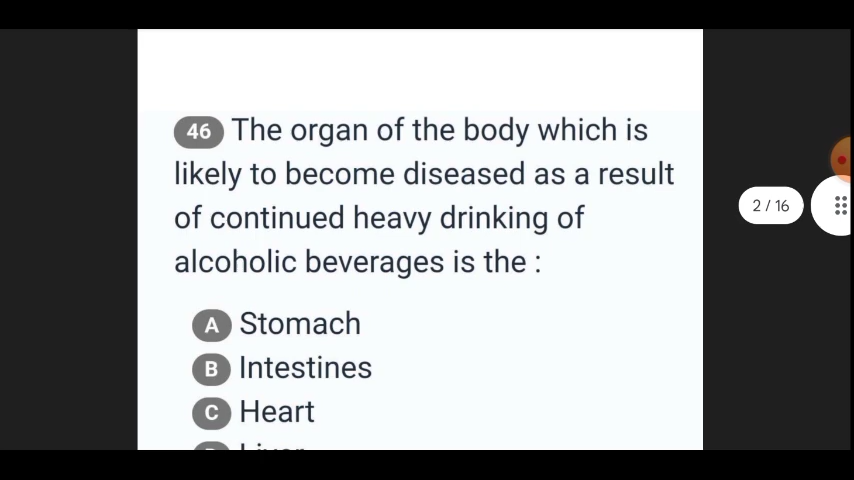 46 The organ of the body which is
likely to become diseased as a result
of continued heavy drinking of
alcoholic beverages is the :
2 / 16
A Stomach
B Intestines
C Heart